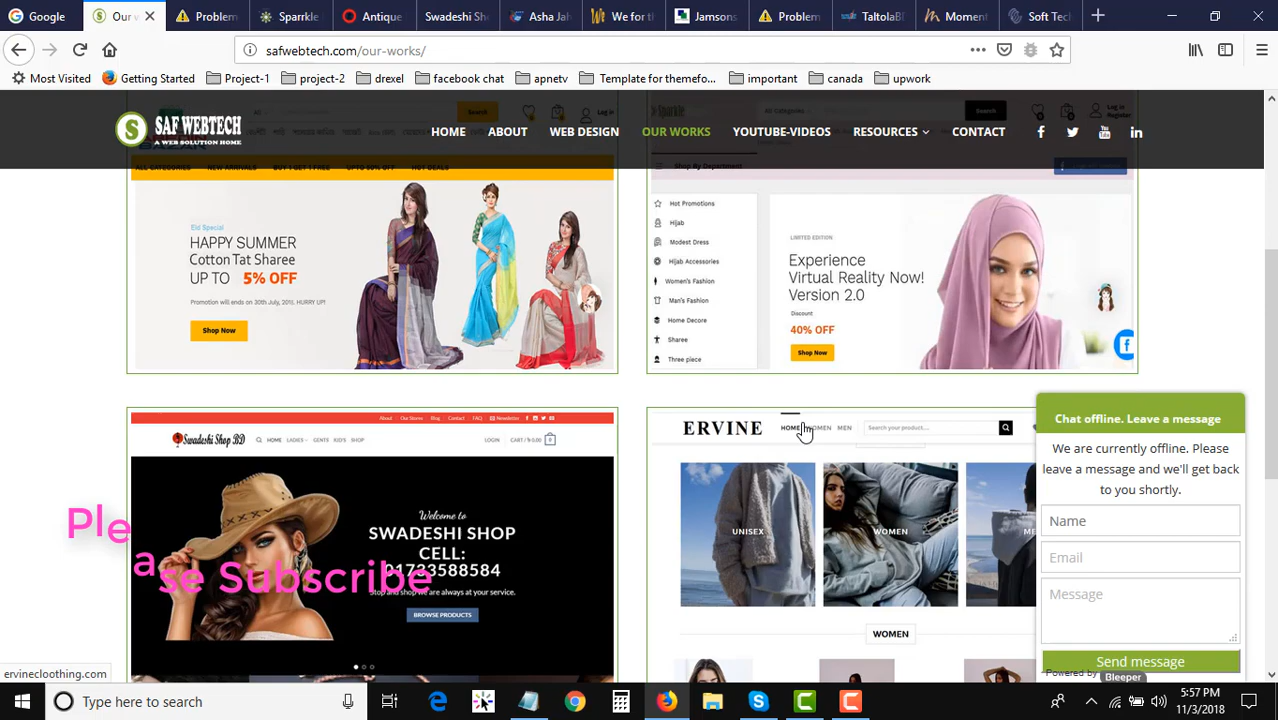 Google
Our v
Problem
Sparkle
Antique
Swadeshi Sh
Asha Jah
We for t
Jamsons
Problem
TaltolaBD
Moment
Soft Tech
safwebtech.com/our-works/
Most Visited
Getting Started
Project-1
project-2
drexel
facebook chat
apnetv
Template for themefo...
important
canada
upwork
SAF WEBTECH
A WEB SOLUTION HOME
HOME
ABOUT
WEB DESIGN
OUR WORKS
YOUTUBE-VIDEOS
RESOURCES
CONTACT
Search
Log in
All Categories
Search
Log in
Register
ALL CATEGORIES
NEW ARRIVALS
BUY 1 GET 1 FREE
UPTO 50% OFF
HOT DEALS
Shop By Department
Eid Special
HAPPY SUMMER
Cotton Tat Sharee
UP TO 5% OFF
Promotion will ends on 30th July, 201!. HURRY UP!
Shop Now
Hot Promotions
Hijab
Modest Dress
Hijab Accessories
Women's Fashion
Man's Fashion
Home Decore
Sharee
Three piece
LIMITED EDITION
Experience
Virtual Reality Now!
Version 2.0
Discount
40% OFF
Shop Now
About
Our Stores
Blog
Contact
FAQ
Newsletter
Swadeshi Shop BD
HOME
LADIES
GENTS
KID'S
SHOP
LOGIN
CART / ৳ 0.00
0
Welcome to
SWADESHI SHOP
CELL:
01733588584
Stop and shop we are always at your service.
BROWSE PRODUCTS
ERVINE
HOME
WOMEN
MEN
Search your product...
UNISEX
WOMEN
ME
WOMEN
Please Subscribe
Chat offline. Leave a message
We are currently offline. Please
leave a message and we'll get back
to you shortly.
Name
Email
Message
Send message
Powered by
Bleeper
ervineclothing.com
Type here to search
5:57 PM
11/3/2018